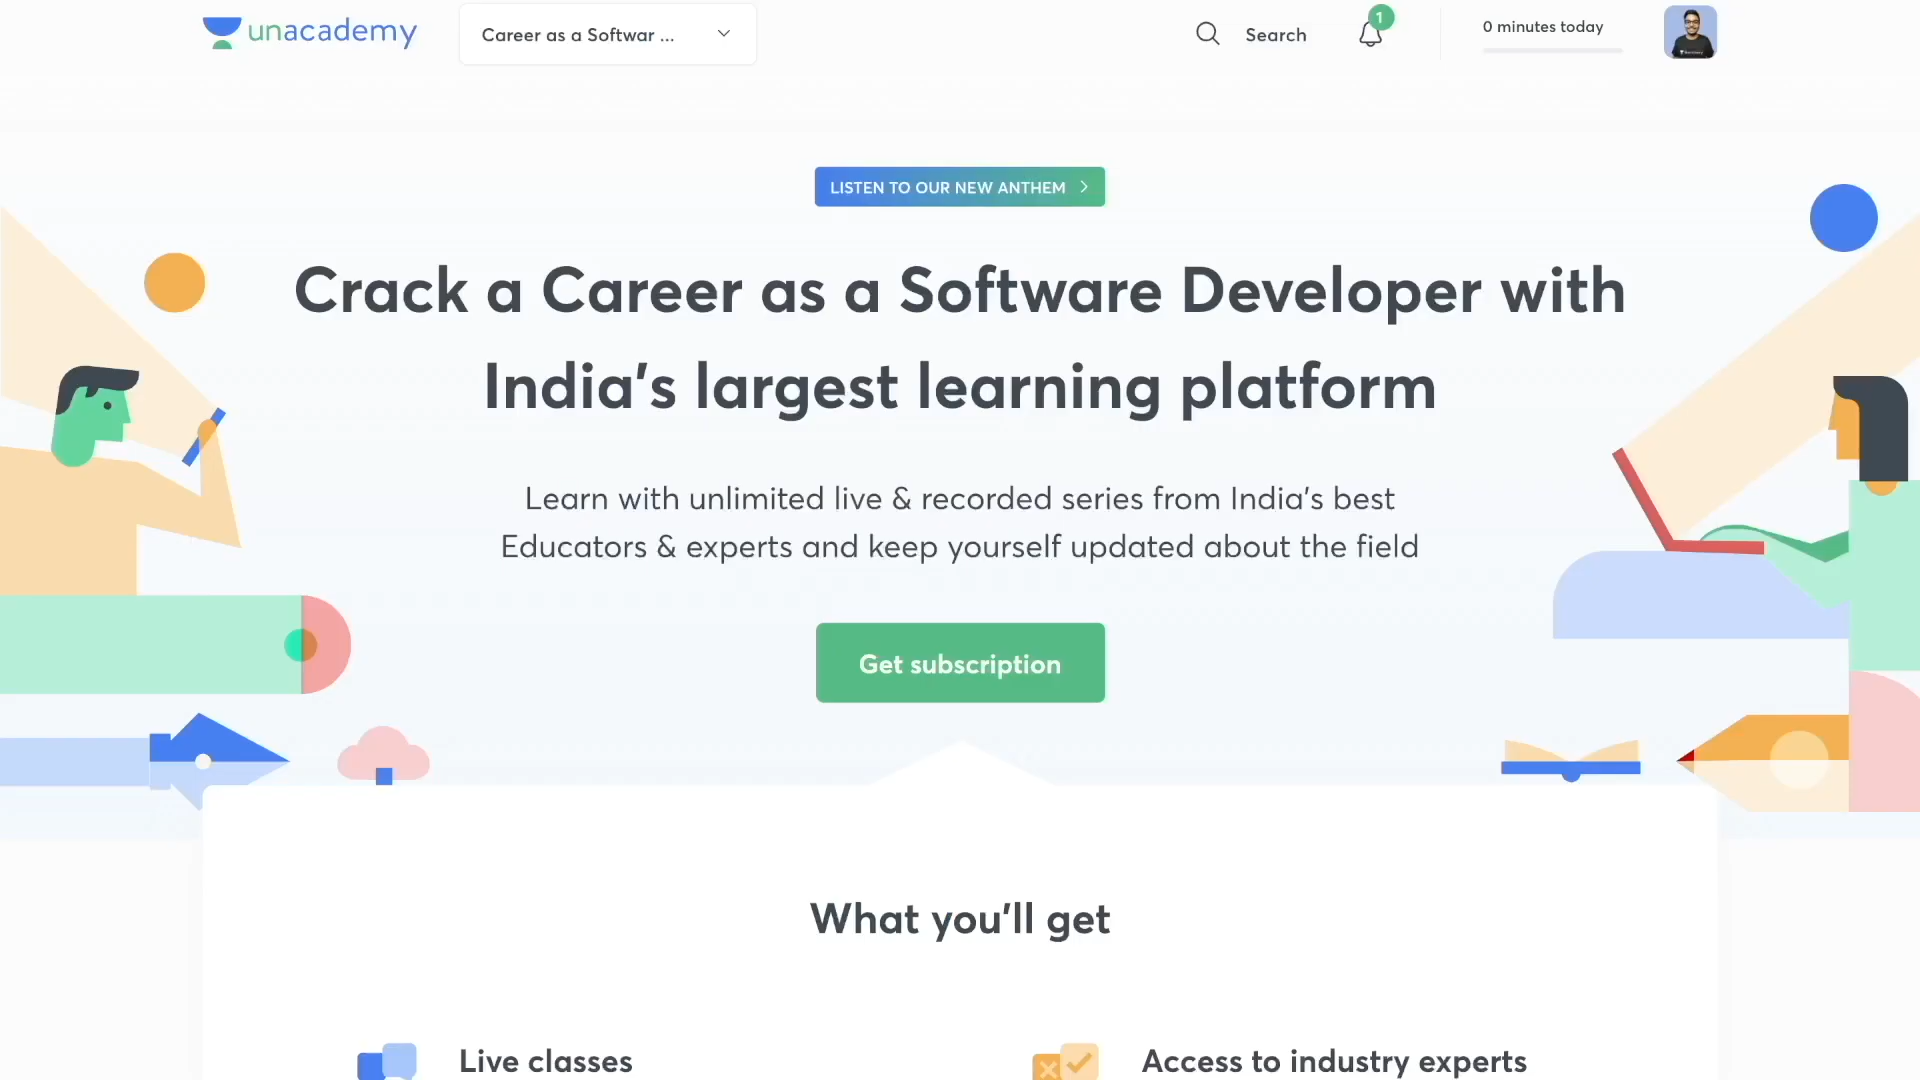 unacademy
Career as a Softwar ...
Search
1
0 minutes today
LISTEN TO OUR NEW ANTHEM
Crack a Career as a Software Developer with
India's largest learning platform
Learn with unlimited live & recorded series from India's best
Educators & experts and keep yourself updated about the field
Get subscription
What you'll get
Live classes
Access to industry experts